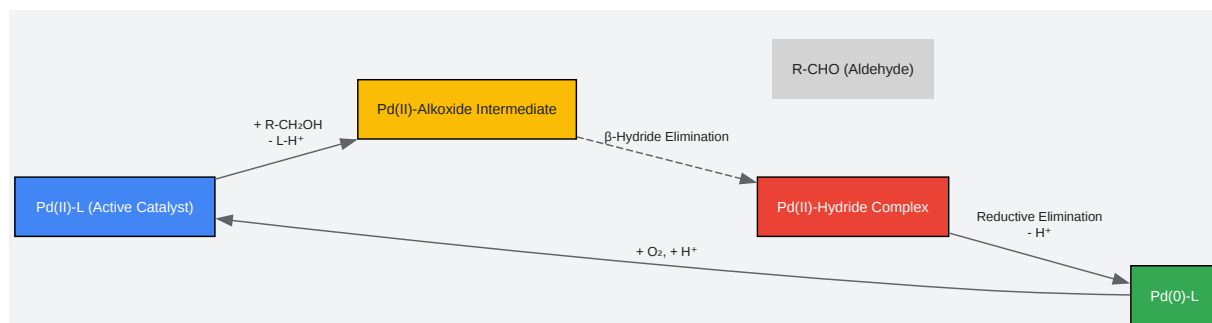 R-CHO (Aldehyde)
Pd(II)-Alkoxide Intermediate
+ R-CH₂OH
- L-H⁺
β-Hydride Elimination
Pd(II)-L (Active Catalyst)
Pd(II)-Hydride Complex
Reductive Elimination
- H⁺
+ O₂, + H⁺
Pd(0)-L